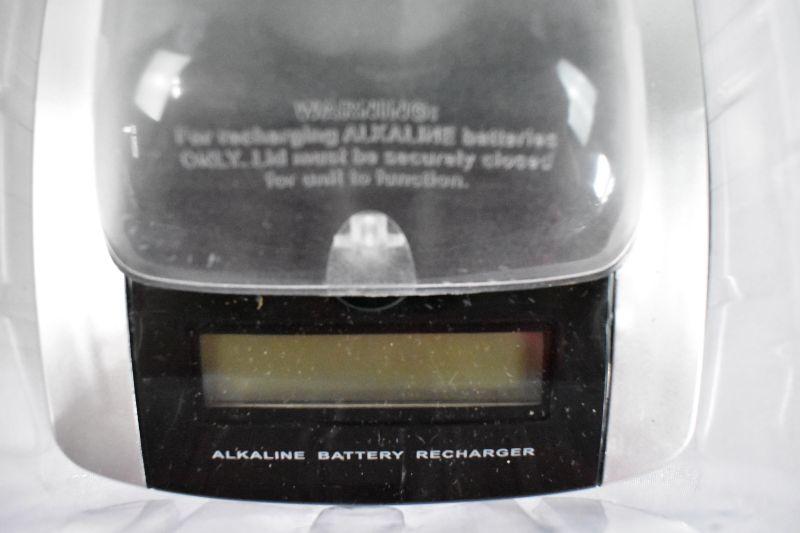 WARNING:
For recharging ALKALINE batteries
ONLY. Lid must be securely closed
for unit to function.
ALKALINE BATTERY RECHARGER